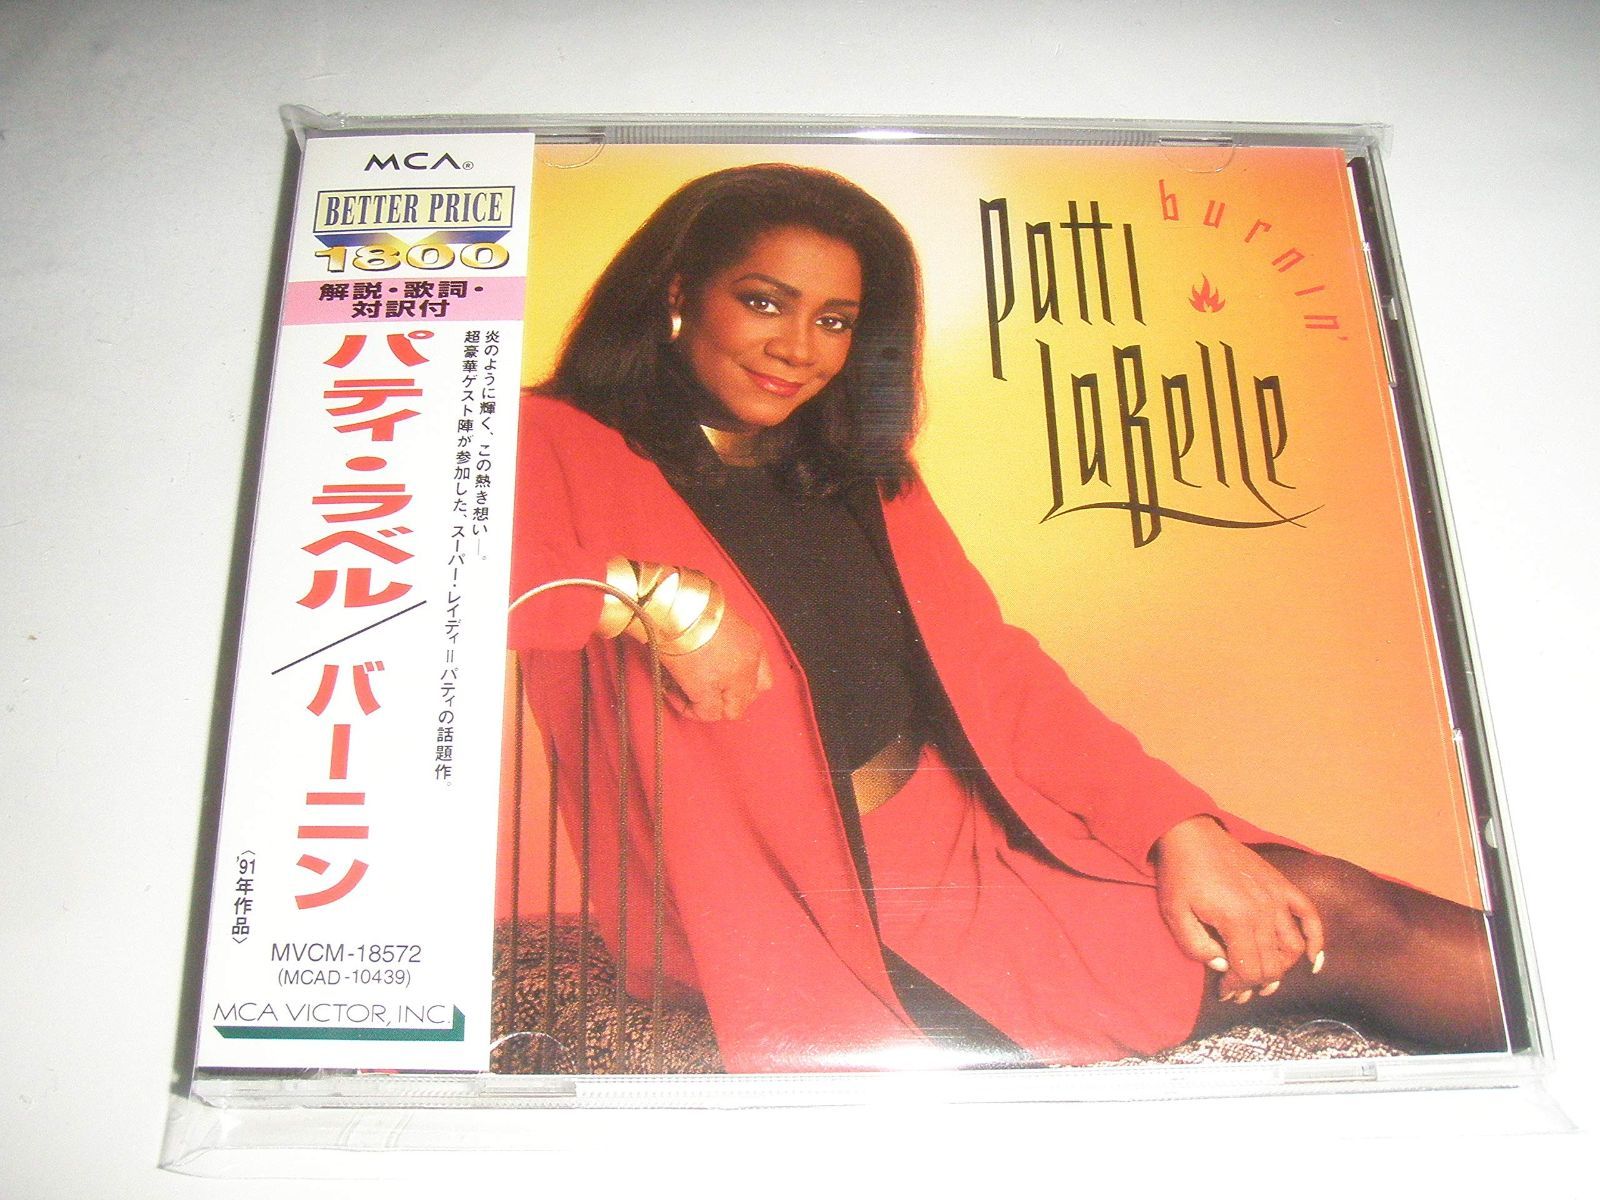 MCA®
BETTER PRICE
1800
解説・歌詞・
対訳付
炎のように輝く、この熱き想い—。
超豪華ゲスト陣が参加した、スーパー・レイディ=パティの話題作。
パティ・ラベル/バーニン
〈'91年作品〉
MVCM-18572
(MCAD-10439)
MCA VICTOR, INC.
Patti
LaBelle
burnin'